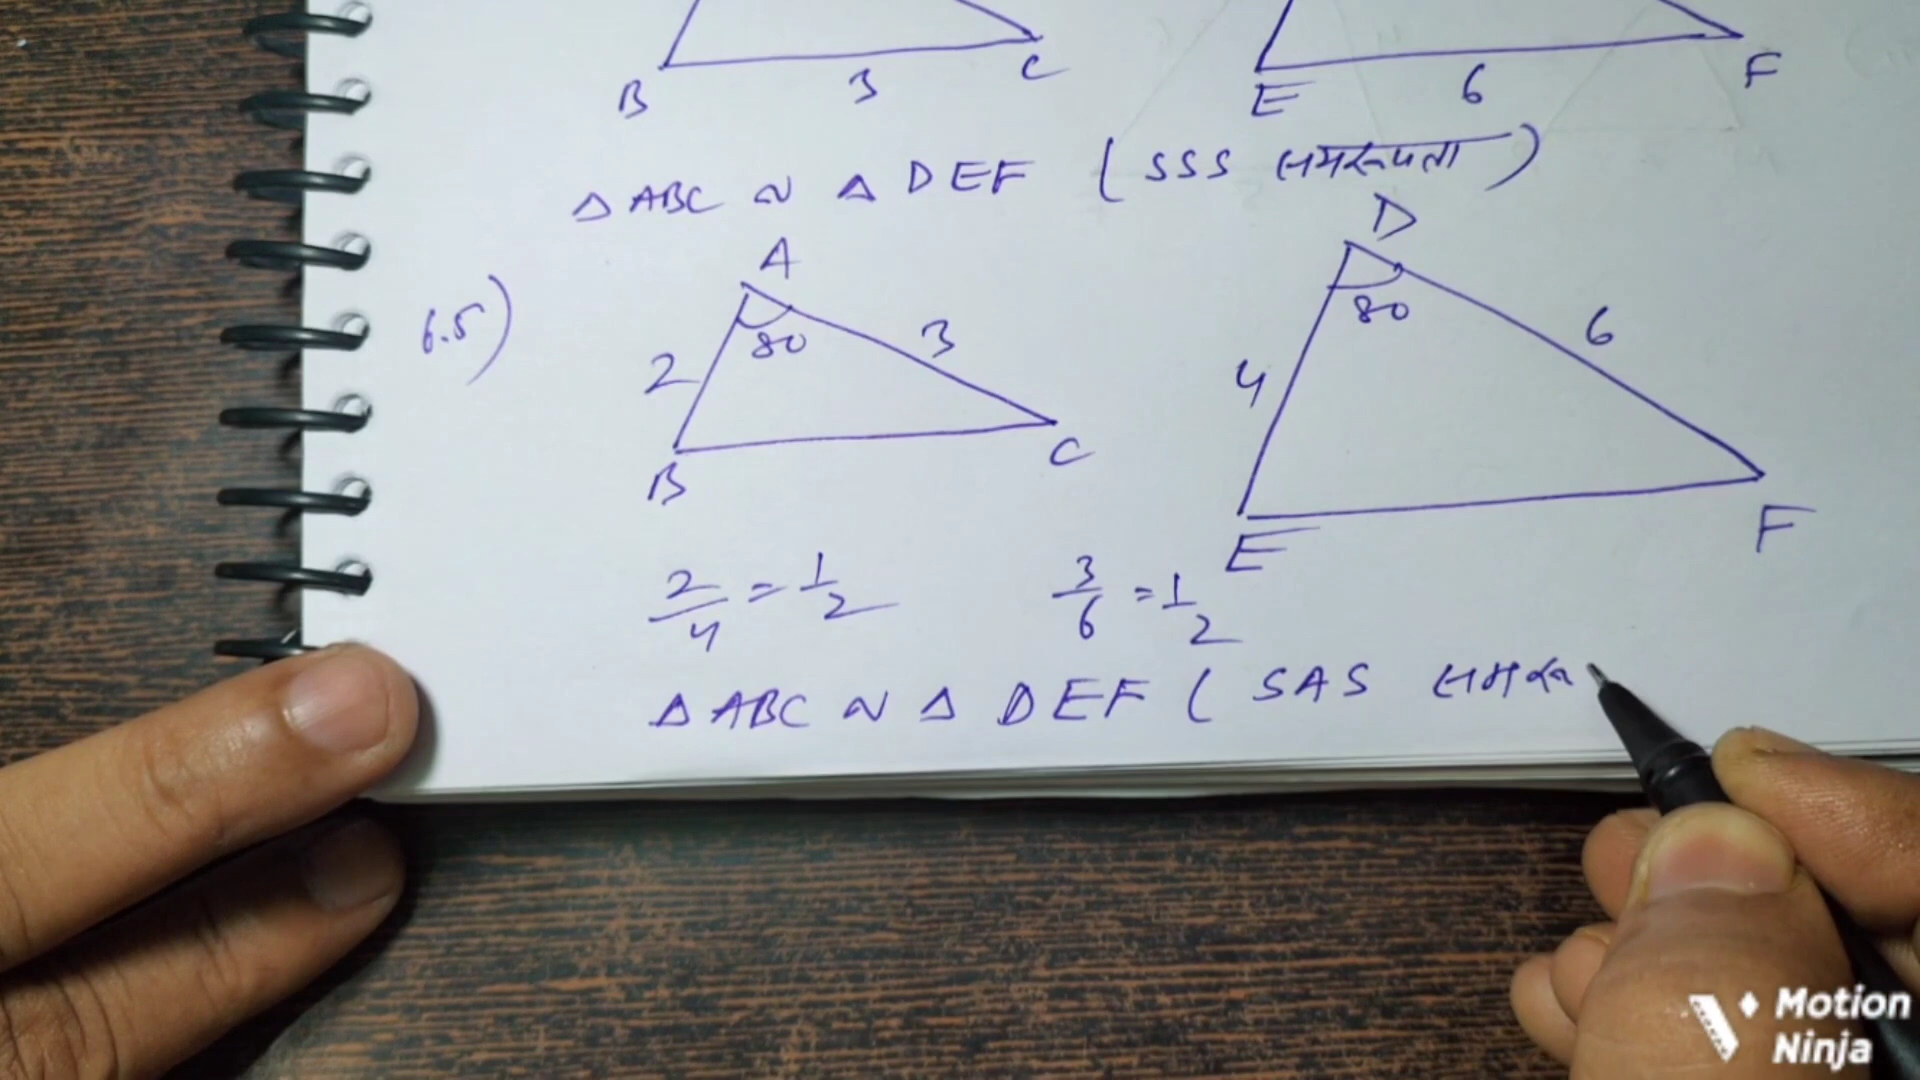 B 3 C E 6 F
Δ ABC ~ Δ DEF ( SSS समरूपता )
6.5)
A
80
2
3
B
C
D
80
4
6
E
F
2/4 = 1/2 3/6 = 1/2
Δ ABC ~ Δ DEF ( SAS समरू
Motion
Ninja